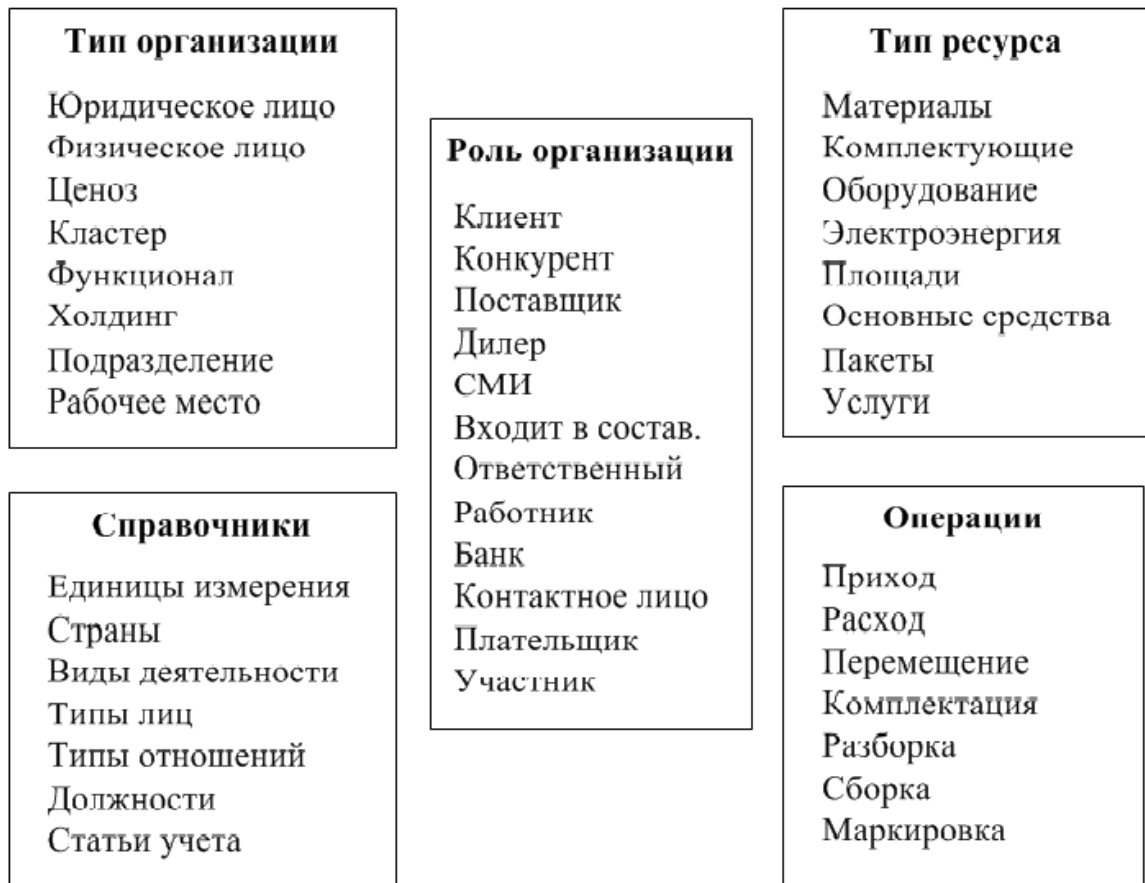 Тип организации
Юридическое лицо
Физическое лицо
Ценоз
Кластер
Функционал
Холдинг
Подразделение
Рабочее место
Справочники
Единицы измерения
Страны
Виды деятельности
Типы лиц
Типы отношений
Должности
Статьи учета
Роль организации
Клиент
Конкурент
Поставщик
Дилер
СМИ
Входит в состав.
Ответственный
Работник
Банк
Контактное лицо
Плательщик
Участник
Тип ресурса
Материалы
Комплектующие
Оборудование
Электроэнергия
Площади
Основные средства
Пакеты
Услуги
Операции
Приход
Расход
Перемещение
Комплектация
Разборка
Сборка
Маркировка